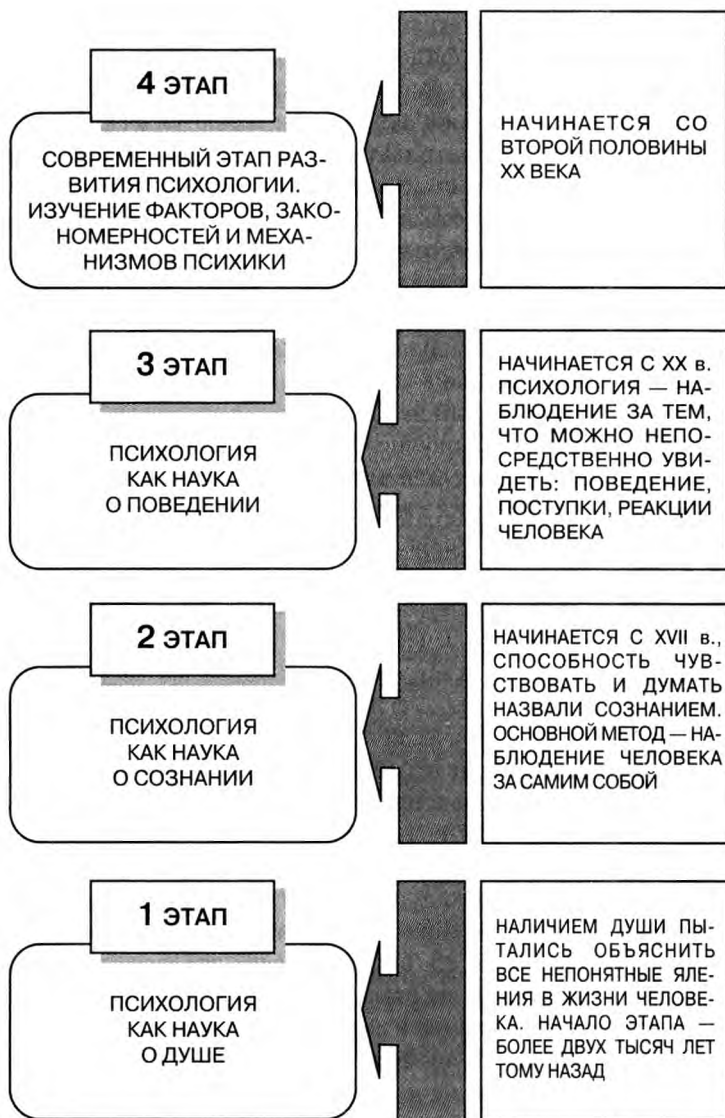 4 ЭТАП
СОВРЕМЕННЫЙ ЭТАП РАЗ-
ВИТИЯ ПСИХОЛОГИИ.
ИЗУЧЕНИЕ ФАКТОРОВ, ЗАКО-
НОМЕРНОСТЕЙ И МЕХА-
НИЗМОВ ПСИХИКИ
НАЧИНАЕТСЯ СО
ВТОРОЙ ПОЛОВИНЫ
XX ВЕКА
3 ЭТАП
ПСИХОЛОГИЯ
КАК НАУКА
О ПОВЕДЕНИИ
НАЧИНАЕТСЯ С XX в.
ПСИХОЛОГИЯ — НА-
БЛЮДЕНИЕ ЗА ТЕМ,
ЧТО МОЖНО НЕПО-
СРЕДСТВЕННО УВИ-
ДЕТЬ: ПОВЕДЕНИЕ,
ПОСТУПКИ, РЕАКЦИИ
ЧЕЛОВЕКА
2 ЭТАП
ПСИХОЛОГИЯ
КАК НАУКА
О СОЗНАНИИ
НАЧИНАЕТСЯ С XVII в.,
СПОСОБНОСТЬ ЧУВ-
СТВОВАТЬ И ДУМАТЬ
НАЗВАЛИ СОЗНАНИЕМ.
ОСНОВНОЙ МЕТОД — НА-
БЛЮДЕНИЕ ЧЕЛОВЕКА
ЗА САМИМ СОБОЙ
1 ЭТАП
ПСИХОЛОГИЯ
КАК НАУКА
О ДУШЕ
НАЛИЧИЕМ ДУШИ ПЫ-
ТАЛИСЬ ОБЪЯСНИТЬ
ВСЕ НЕПОНЯТНЫЕ ЯЛЕ-
НИЯ В ЖИЗНИ ЧЕЛОВЕ-
КА. НАЧАЛО ЭТАПА —
БОЛЕЕ ДВУХ ТЫСЯЧ ЛЕТ
ТОМУ НАЗАД